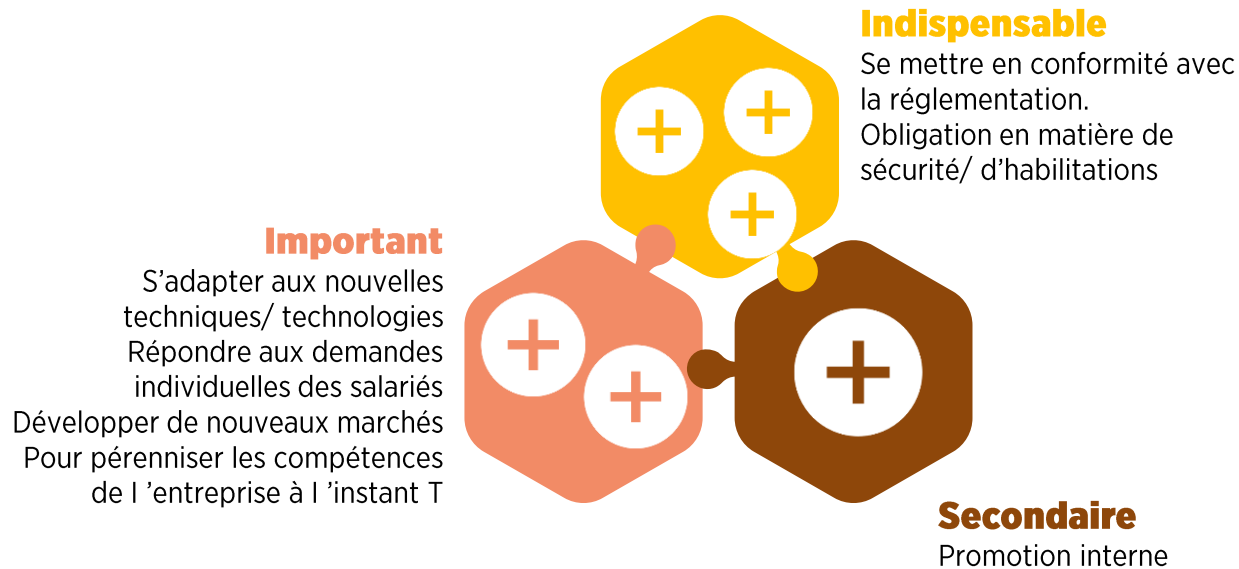 Indispensable
Se mettre en conformité avec
la réglementation.
Obligation en matière de
sécurité/ d’habilitations
Important
S’adapter aux nouvelles
techniques/ technologies
Répondre aux demandes
individuelles des salariés
Développer de nouveaux marchés
Pour pérenniser les compétences
de l ’entreprise à l ’instant T
Secondaire
Promotion interne